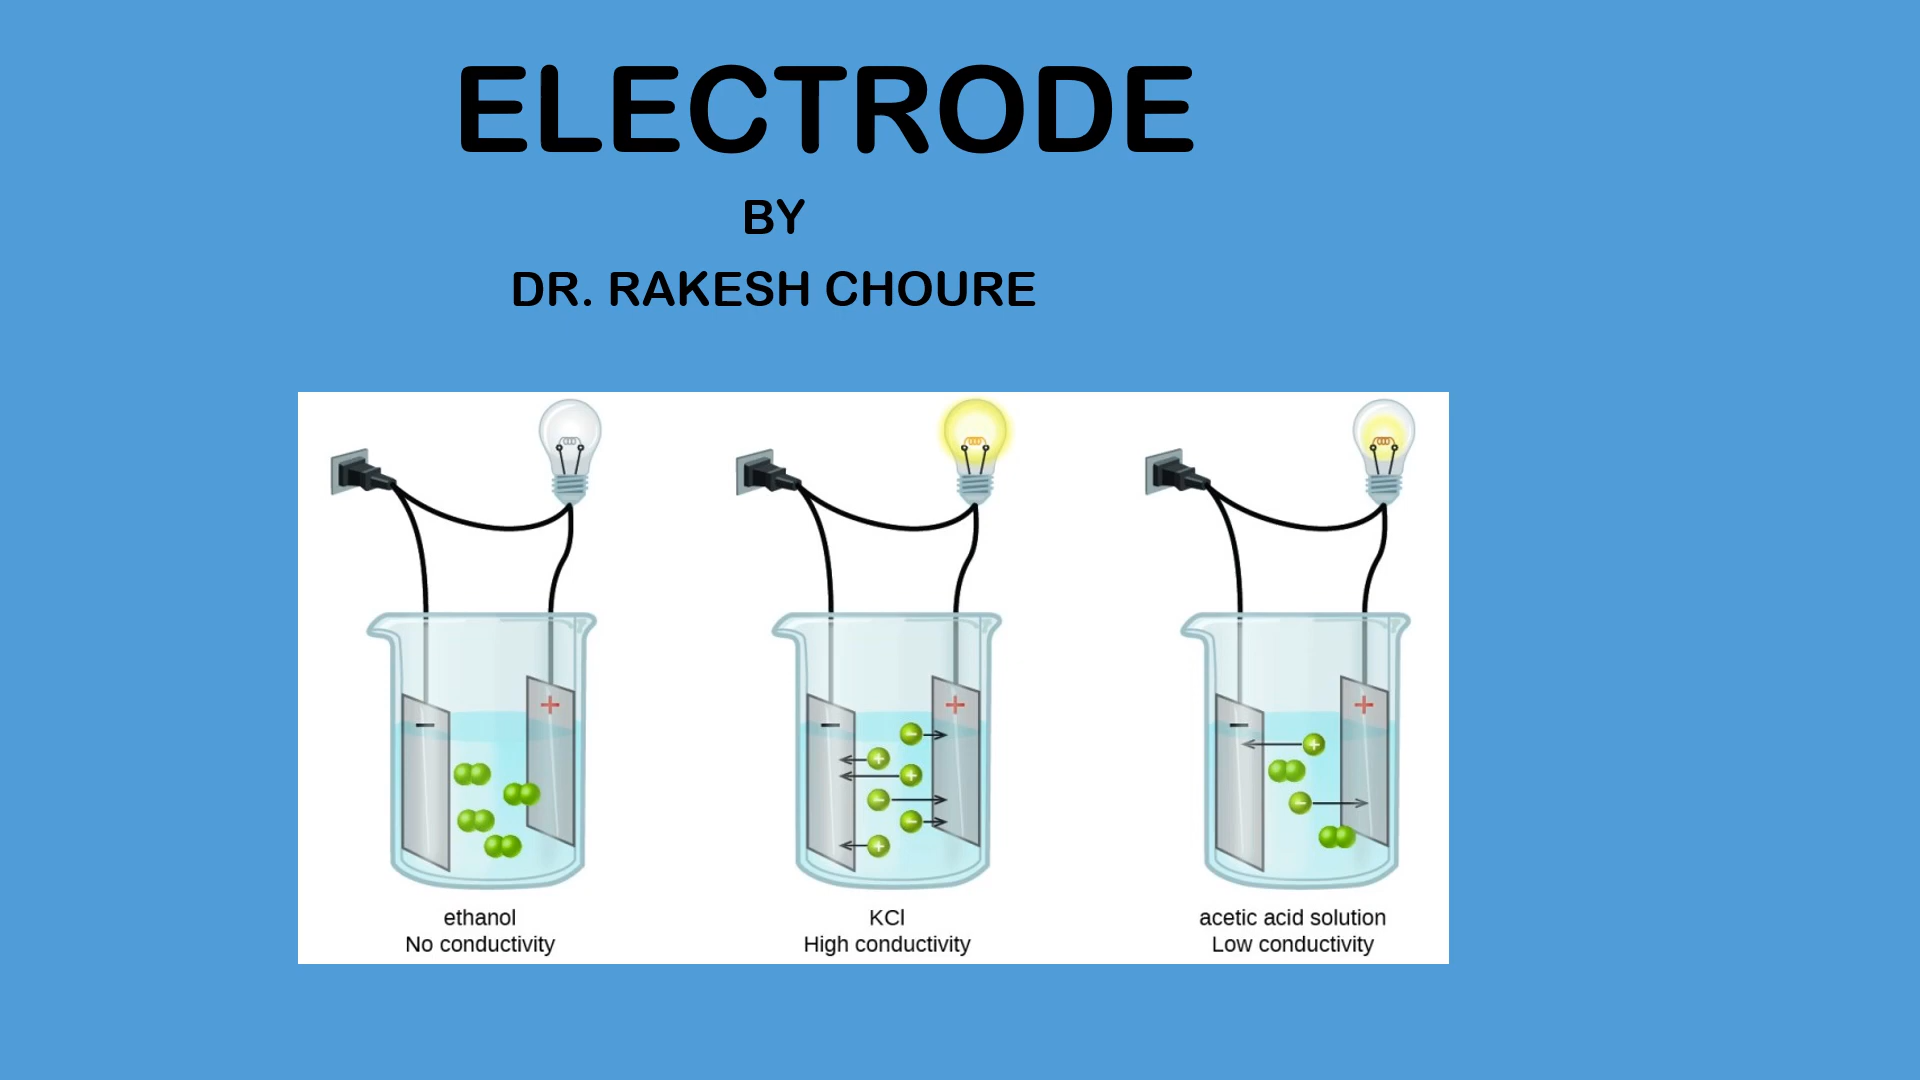 ELECTRODE
BY
DR. RAKESH CHOURE
− +
− +
− +
− + + − − +
+ −
ethanol
No conductivity
KCl
High conductivity
acetic acid solution
Low conductivity